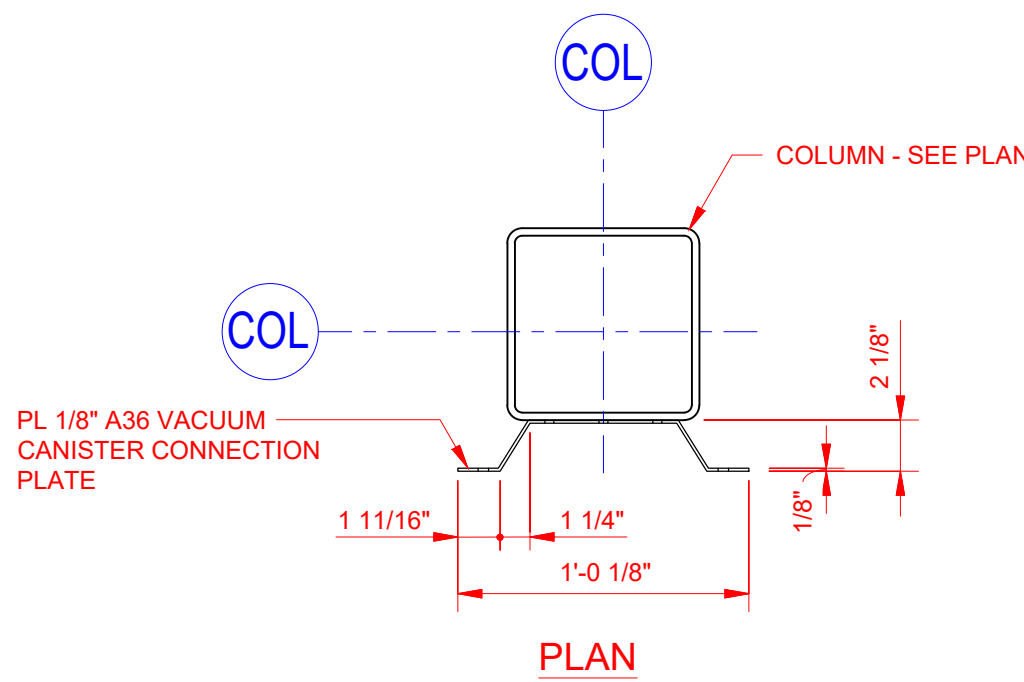 COL
COLUMN - SEE PLAN
COL
2 1/8"
PL 1/8" A36 VACUUM
CANISTER CONNECTION
PLATE
1/8"
1 11/16"
1 1/4"
1'-0 1/8"
PLAN